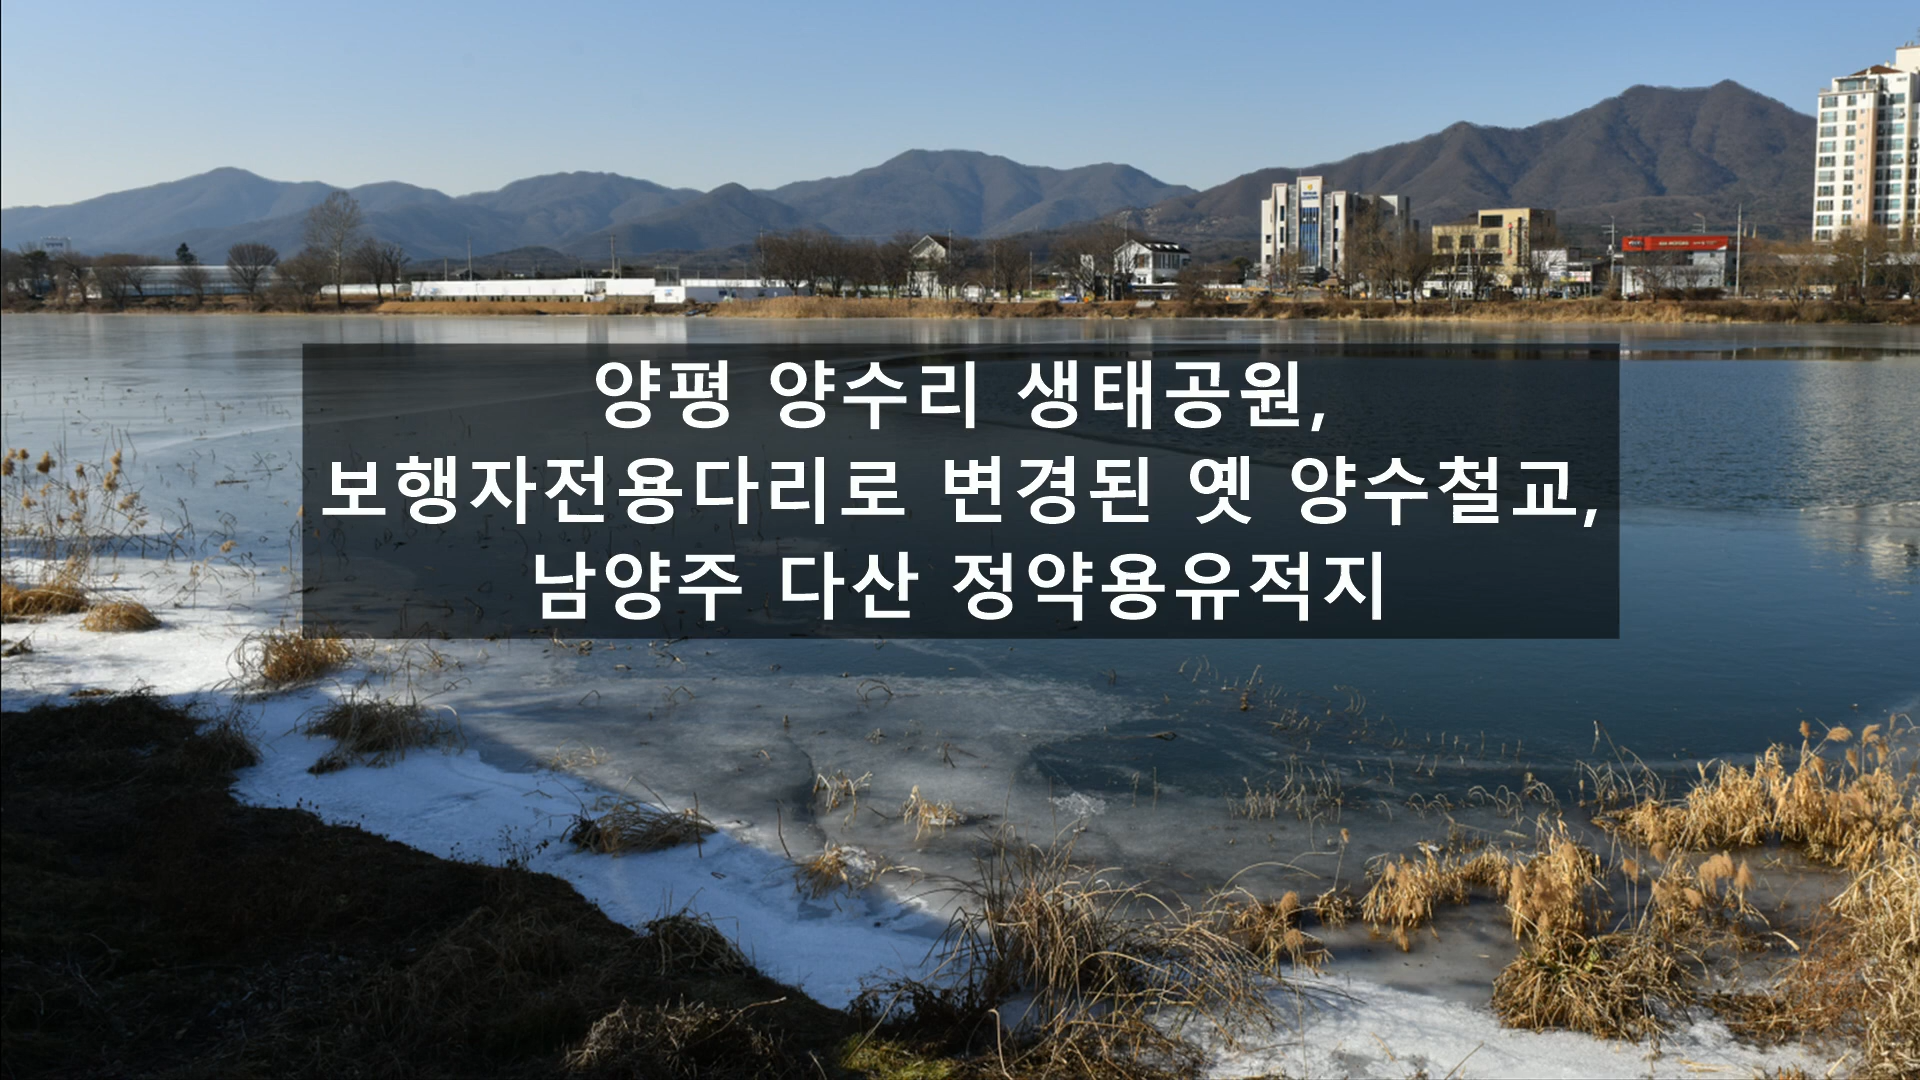 양평 양수리 생태공원,
보행자전용다리로 변경된 옛 양수철교,
남양주 다산 정약용유적지